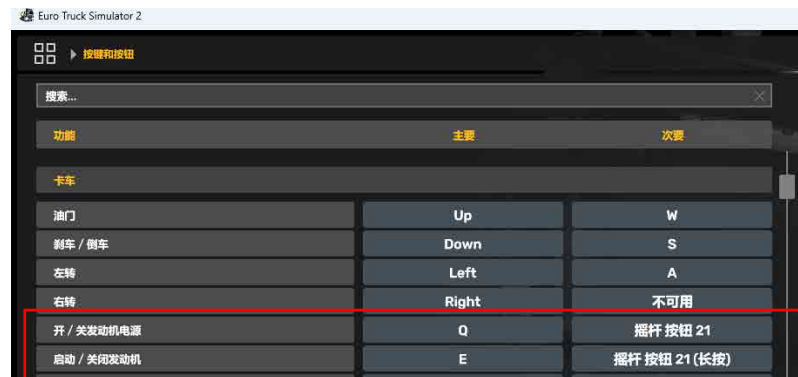 Euro Truck Simulator 2
按键和按钮
搜索...
功能 主要 次要
卡车
油门 Up W
刹车 / 倒车 Down S
左转 Left A
右转 Right 不可用
开 / 关发动机电源 Q 摇杆 按钮 21
启动 / 关闭发动机 E 摇杆 按钮 21 (长按)